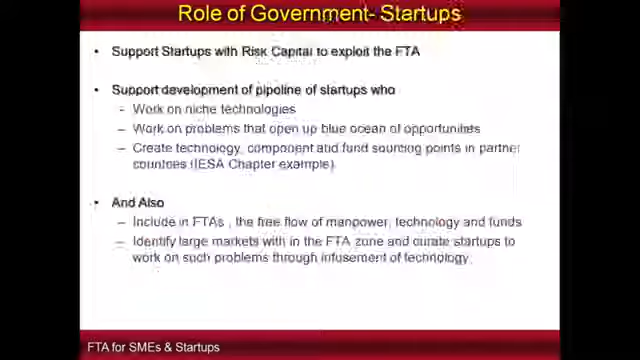 Role of Government- Startups
• Support Startups with Risk Capital to exploit the FTA
• Support development of pipeline of startups who
– Work on niche technologies
– Work on problems that open up blue ocean of opportunities
– Create technology, component and fund sourcing points in partner
countries (IESA Chapter example)
• And Also
– Include in FTAs , the free flow of manpower, technology and funds
– Identify large markets with in the FTA zone and curate startups to
work on such problems through infusement of technology
FTA for SMEs & Startups